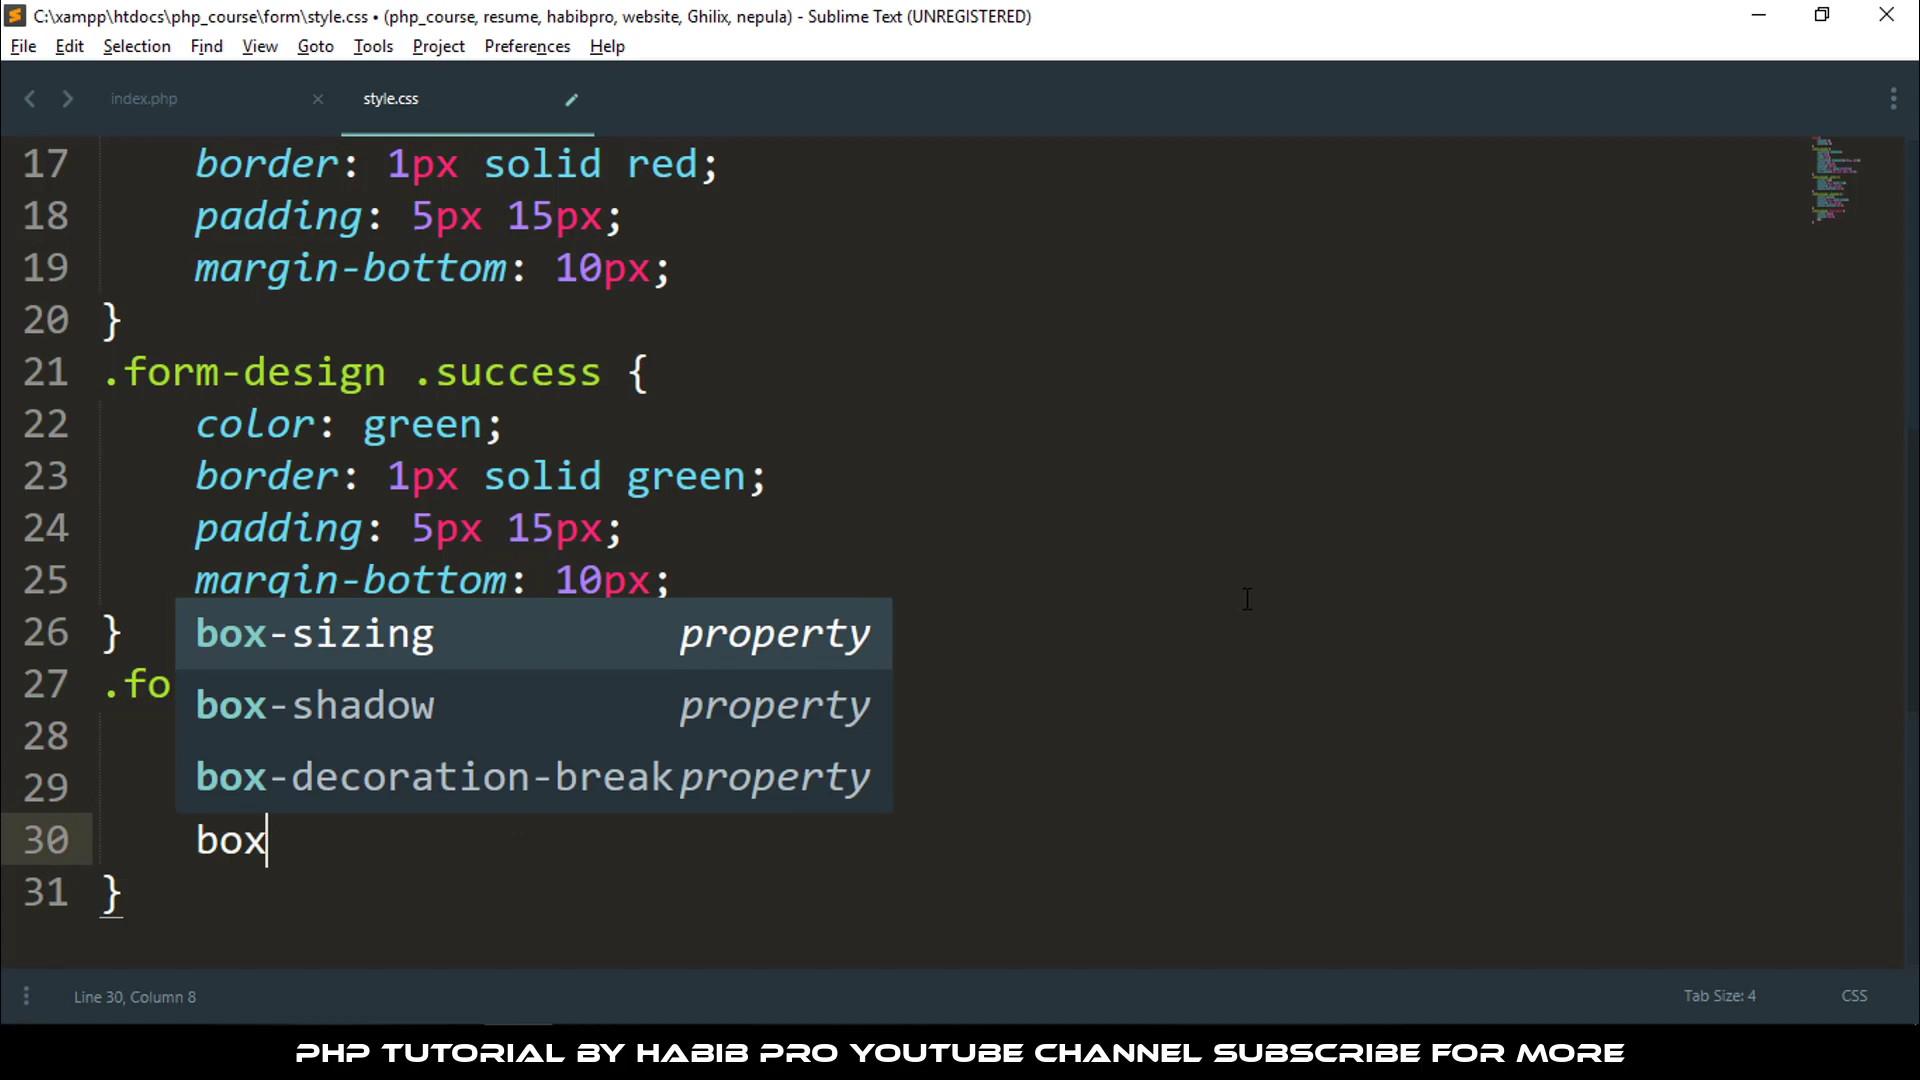 C:\xampp\htdocs\php_course\form\style.css • (php_course, resume, habibpro, website, Ghilix, nepula) - Sublime Text (UNREGISTERED)
File Edit Selection Find View Goto Tools Project Preferences Help
index.php style.css
17 border: 1px solid red;
18 padding: 5px 15px;
19 margin-bottom: 10px;
20 }
21 .form-design .success {
22 color: green;
23 border: 1px solid green;
24 padding: 5px 15px;
25 margin-bottom: 10px;
26 }
box-sizing property
27 .fo
box-shadow property
28
box-decoration-break property
29
30 box
31 }
Line 30, Column 8 Tab Size: 4 CSS
PHP TUTORIAL BY HABIB PRO YOUTUBE CHANNEL SUBSCRIBE FOR MORE